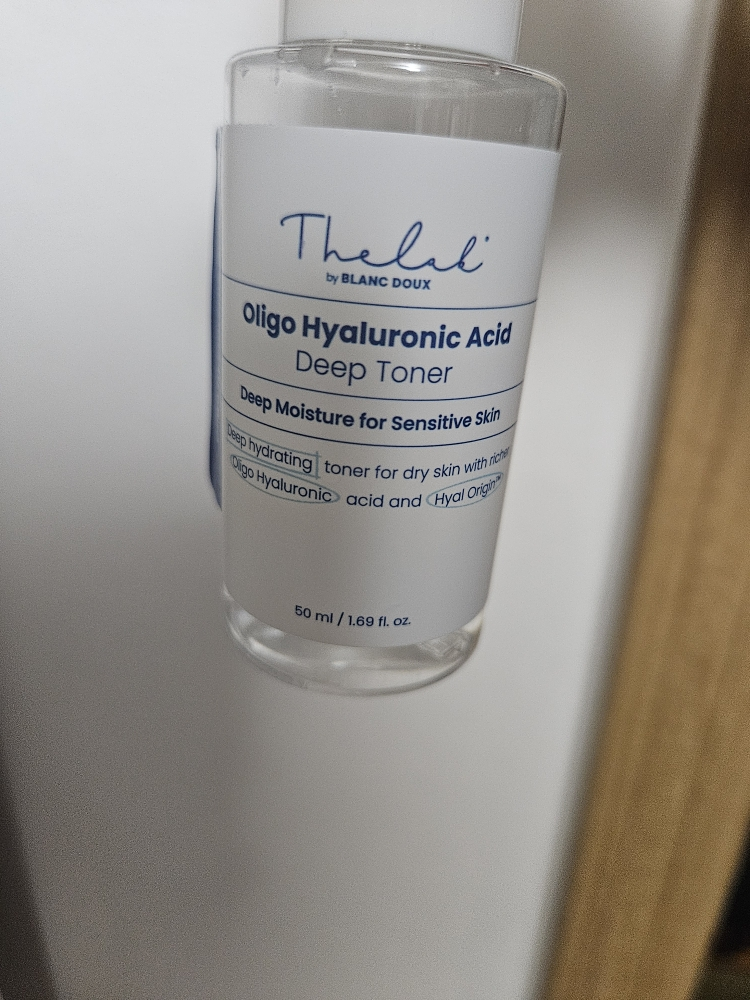 Thelab
by BLANC DOUX
Oligo Hyaluronic Acid
Deep Toner
Deep Moisture for Sensitive Skin
Deep hydrating toner for dry skin with
Oligo Hyaluronic acid and Hyal Origin™
50 ml / 1.69 fl. oz.